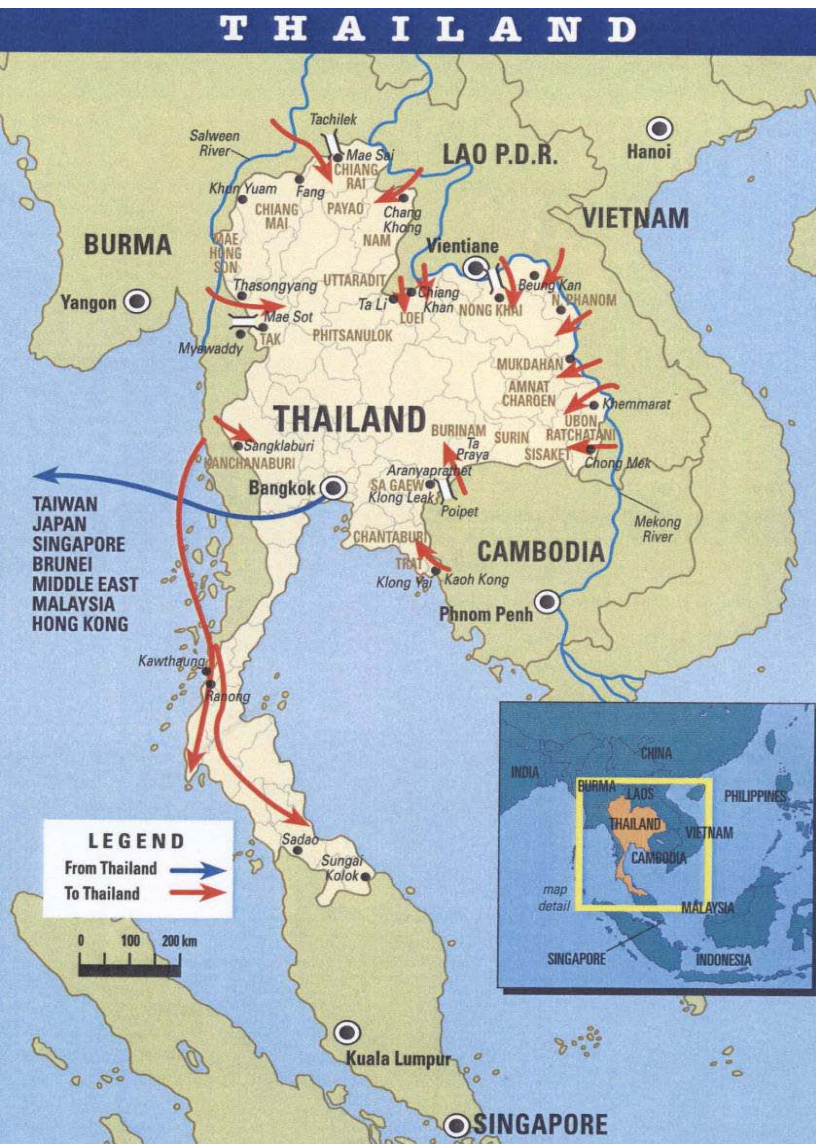 THAILAND
Tachilek
Salween
River
Mae Sai
CHIANG
RAI
LAO P.D.R.
Hanoi
Khun Yuam
Fang
CHIANG
MAI
PAYAO
Chang
Khong
NAM
VIETNAM
BURMA
MAE
HONG
SON
Vientiane
UTTARADIT
Thasongyang
Beung Kan
Yangon
Ta Li
Chiang
Khan
LOEI
NONG KHAI
N. PHANOM
Mae Sot
Myawaddy
TAK
PHITSANULOK
MUKDAHAN
AMNAT
CHAROEN
Khemmarat
THAILAND
BURINAM
SURIN
UBON
RATCHATANI
SISAKET
Chong Mek
Ta
Praya
Sangklaburi
KANCHANABURI
Aranyaprathet
SA GAEW
Klong Leak
Poipet
Bangkok
TAIWAN
JAPAN
SINGAPORE
BRUNEI
MIDDLE EAST
MALAYSIA
HONG KONG
Mekong
River
CHANTABURI
TRAT
CAMBODIA
Klong Yai
Kaoh Kong
Phnom Penh
Kawthaung
Ranong
CHINA
INDIA
BURMA
LAOS
PHILIPPINES
THAILAND
VIETNAM
CAMBODIA
map
detail
MALAYSIA
SINGAPORE
INDONESIA
LEGEND
From Thailand
To Thailand
Sadao
Sungai
Kolok
0 100 200 km
Kuala Lumpur
SINGAPORE